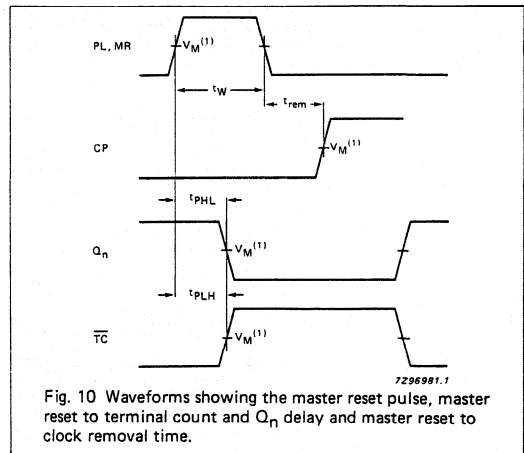 PL, MR
VM(1)
tW
trem
CP
VM(1)
tPHL
Qn
VM(1)
tPLH
TC
VM(1)
7Z96981.1
Fig. 10 Waveforms showing the master reset pulse, master
reset to terminal count and Qn delay and master reset to
clock removal time.